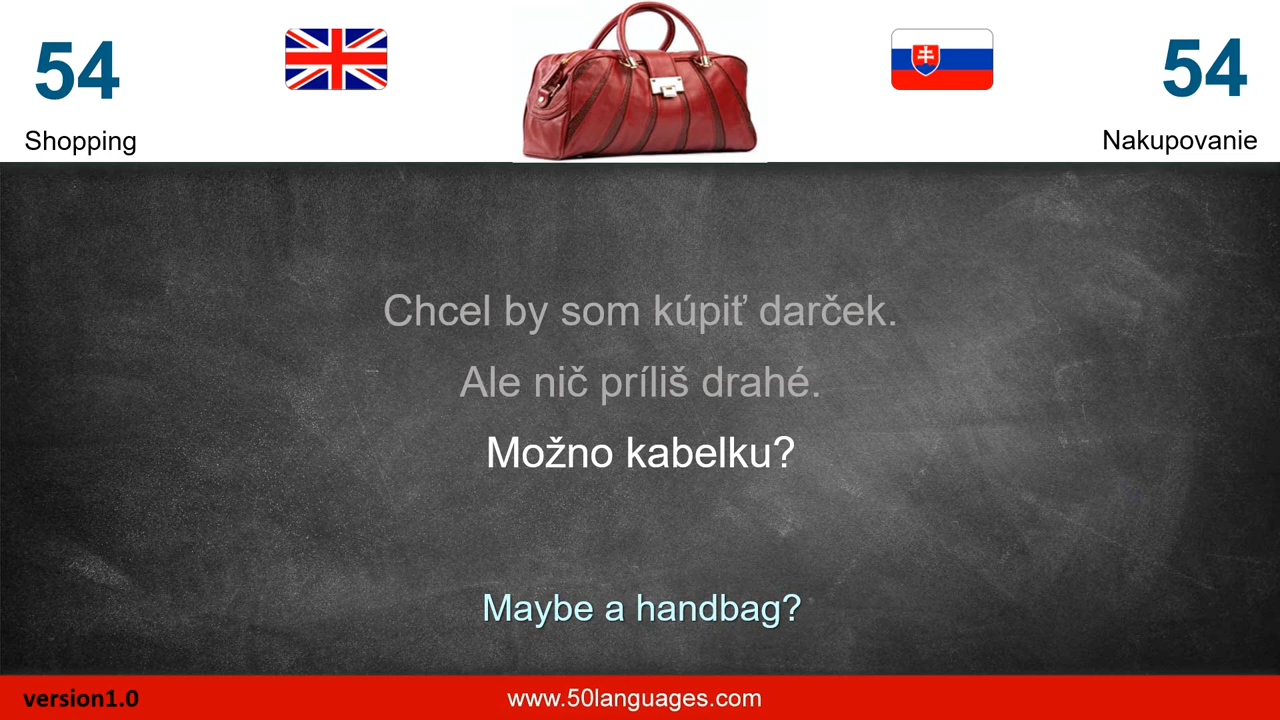 54
54
Shopping
Nakupovanie
Chcel by som kúpiť darček.
Ale nič príliš drahé.
Možno kabelku?
Maybe a handbag?
version1.0
www.50languages.com